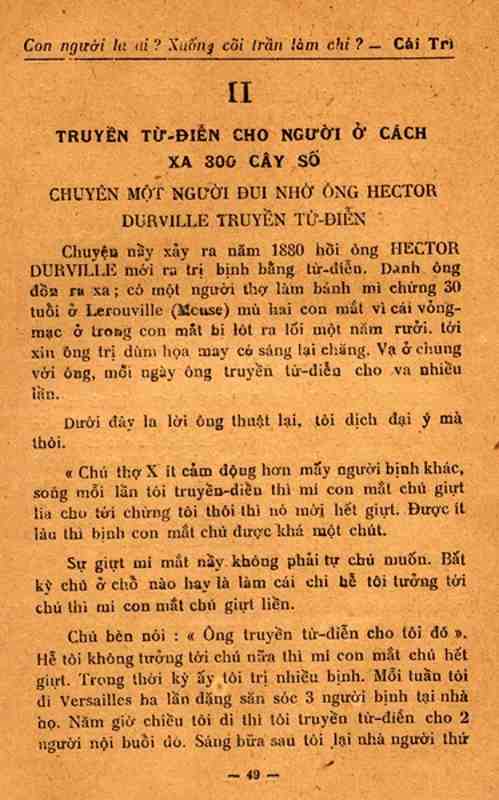 Con người là ai ? Xuống cõi trần làm chi ? — Cải Trì
II
TRUYỀN TỪ-ĐIỂN CHO NGƯỜI Ở CÁCH
XA 300 CÂY SỐ
CHUYỆN MỘT NGƯỜI ĐUI NHỜ ÔNG HECTOR
DURVILLE TRUYỀN TỪ-ĐIỂN
Chuyện nầy xảy ra năm 1880 hồi ông HECTOR
DURVILLE mới ra trị bịnh bằng từ-điển. Danh ông
đồn ra xa ; có một người thợ làm bánh mì chừng 30
tuổi ở Lerouville (Meuse) mù hai con mắt vì cái võng-
mạc ở trong con mắt bị lót ra lối một năm rưỡi. tới
xin ông trị dùm họa may có sáng lại chăng. Va ở chung
với ông, mỗi ngày ông truyền từ-điển cho va nhiều
lần.
Dưới đây là lời ông thuật lại, tôi dịch đại ý mà
thôi.
« Chú thợ X ít cảm động hơn mấy người bịnh khác,
song mỗi lần tôi truyền-điển thì mí con mắt chú giựt
lia cho tới chừng tôi thôi thì nó mới hết giựt. Được ít
lâu thì bịnh con mắt chú được khá một chút.
Sự giựt mí mắt nầy không phải tự chú muốn. Bất
kỳ chú ở chỗ nào hay là làm cái chi hễ tôi tưởng tới
chú thì mí con mắt chú giựt liền.
Chú bèn nói : « Ông truyền từ-điển cho tôi đó ».
Hễ tôi không tưởng tới chú nữa thì mí con mắt chú hết
giựt. Trong thời kỳ ấy tôi trị nhiều bịnh. Mỗi tuần tôi
đi Versailles ba lần đặng săn sóc 3 người bịnh tại nhà
họ. Năm giờ chiều tôi đi thì tôi truyền từ-điển cho 2
người nội buổi đó. Sáng bữa sau tôi lại nhà người thứ
— 49 —